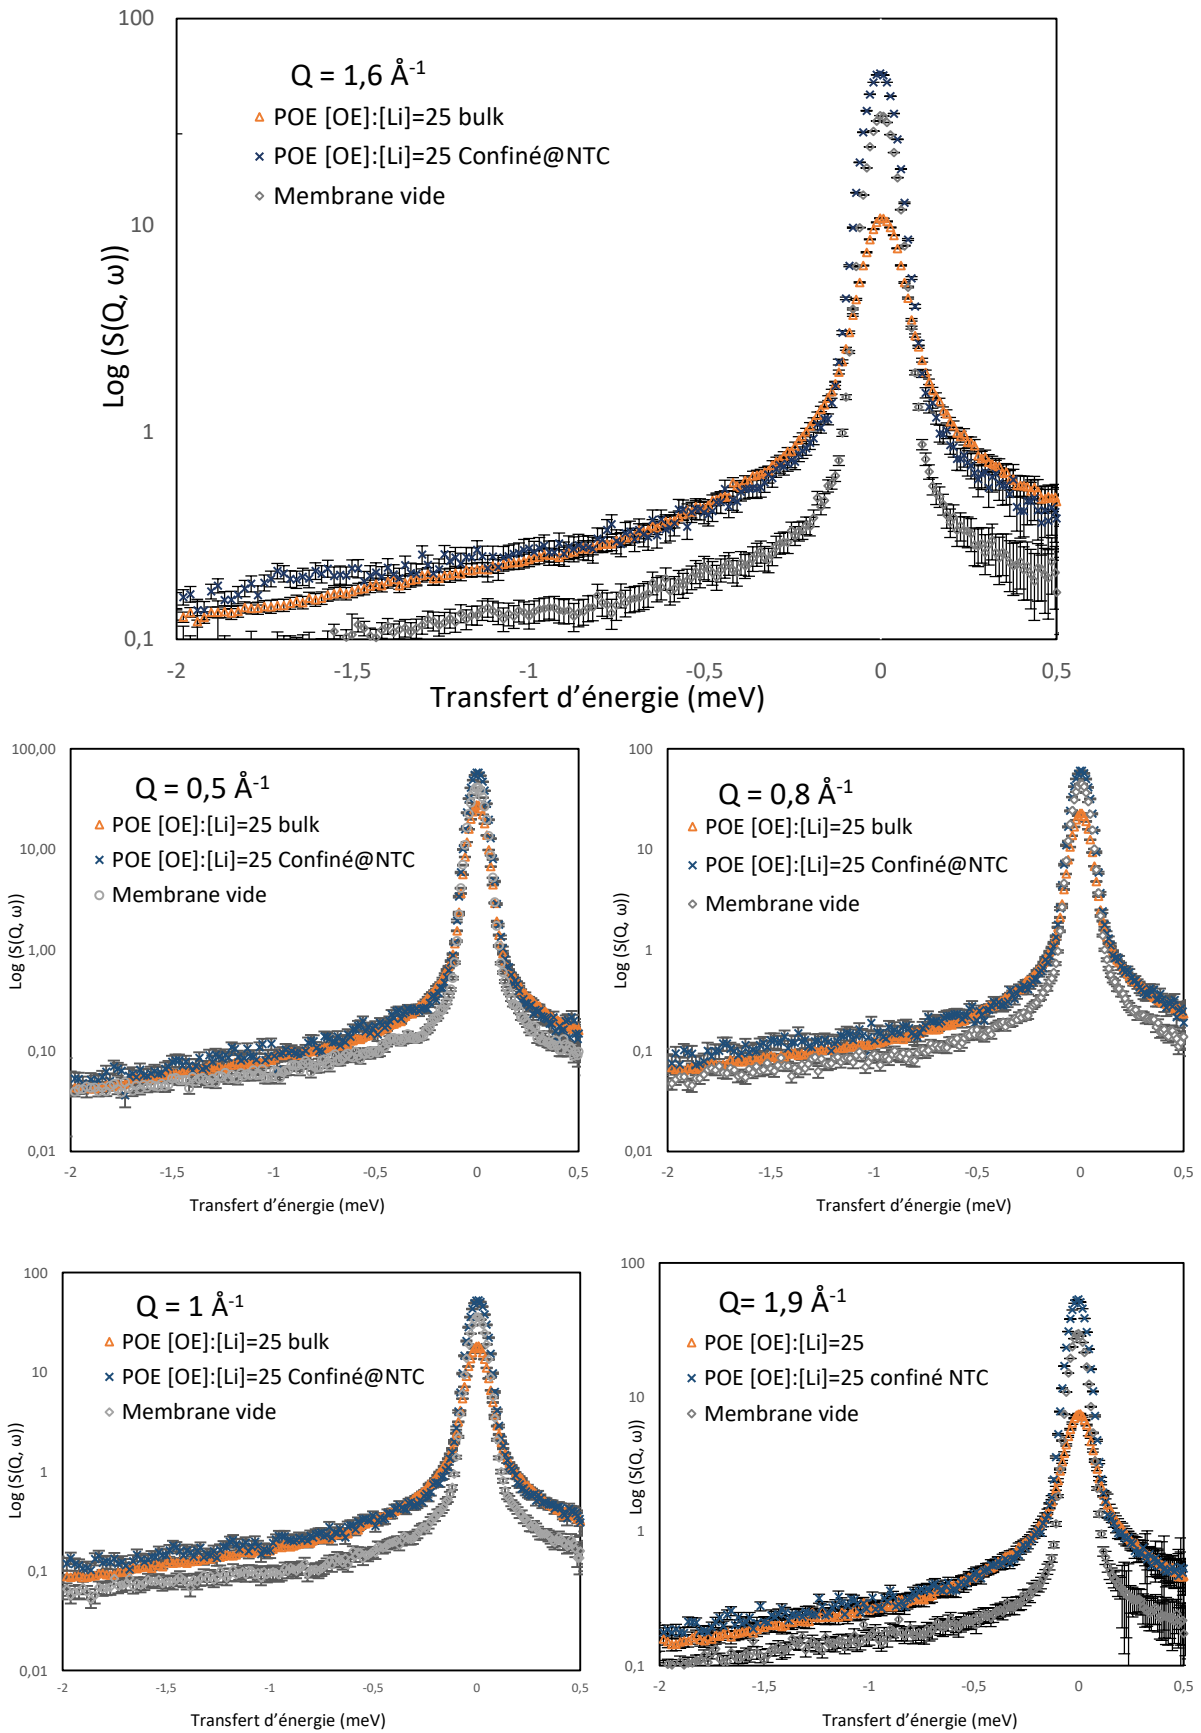 100
Q = 1,6 Å-1
POE [OE]:[Li]=25 bulk
POE [OE]:[Li]=25 Confiné@NTC
Membrane vide
10
Log (S(Q, ω))
1
0,1
-2 -1,5 -1 -0,5 0 0,5
Transfert d’énergie (meV)
100,00
Q = 0,5 Å-1
POE [OE]:[Li]=25 bulk
10,00
POE [OE]:[Li]=25 Confiné@NTC
Membrane vide
Log (S(Q, ω))
1,00
0,10
0,01
-2 -1,5 -1 -0,5 0 0,5
Transfert d’énergie (meV)
100
Q = 0,8 Å-1
POE [OE]:[Li]=25 bulk
10
POE [OE]:[Li]=25 Confiné@NTC
Membrane vide
Log (S(Q, ω))
1
0,1
0,01
-2 -1,5 -1 -0,5 0 0,5
Transfert d’énergie (meV)
100
Q = 1 Å-1
POE [OE]:[Li]=25 bulk
10
POE [OE]:[Li]=25 Confiné@NTC
Membrane vide
Log (S(Q, ω))
1
0,1
0,01
-2 -1,5 -1 -0,5 0 0,5
Transfert d’énergie (meV)
100
Q= 1,9 Å-1
POE [OE]:[Li]=25
POE [OE]:[Li]=25 confiné NTC
10
Membrane vide
Log (S(Q, ω))
1
0,1
-2 -1,5 -1 -0,5 0 0,5
Transfert d’énergie (meV)